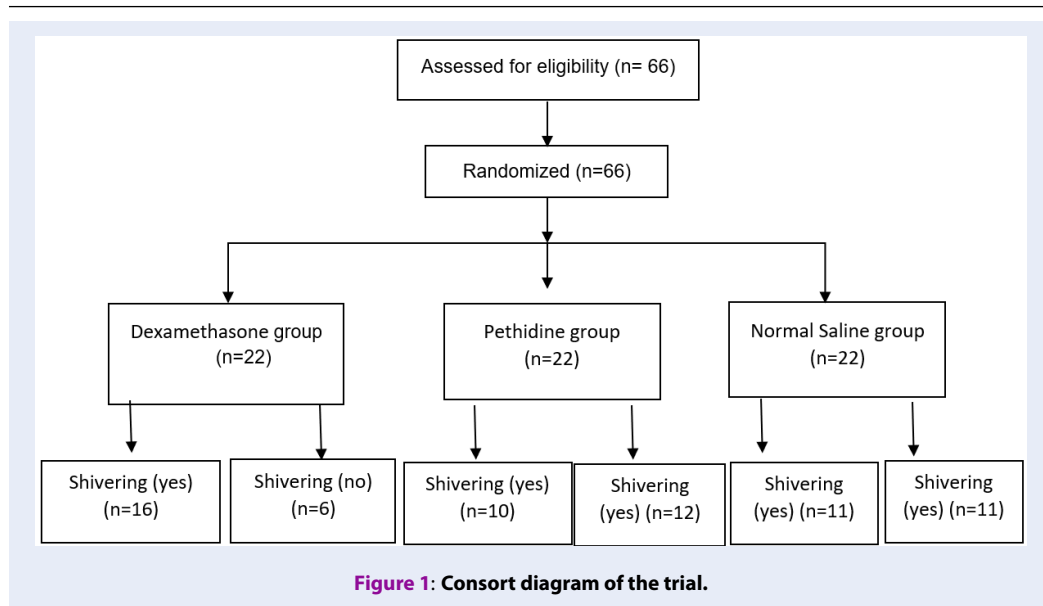 Assessed for eligibility (n= 66)
Randomized (n=66)
Dexamethasone group
(n=22)
Pethidine group
(n=22)
Normal Saline group
(n=22)
Shivering (yes)
(n=16)
Shivering (no)
(n=6)
Shivering (yes)
(n=10)
Shivering
(yes) (n=12)
Shivering
(yes) (n=11)
Shivering
(yes) (n=11)
Figure 1: Consort diagram of the trial.